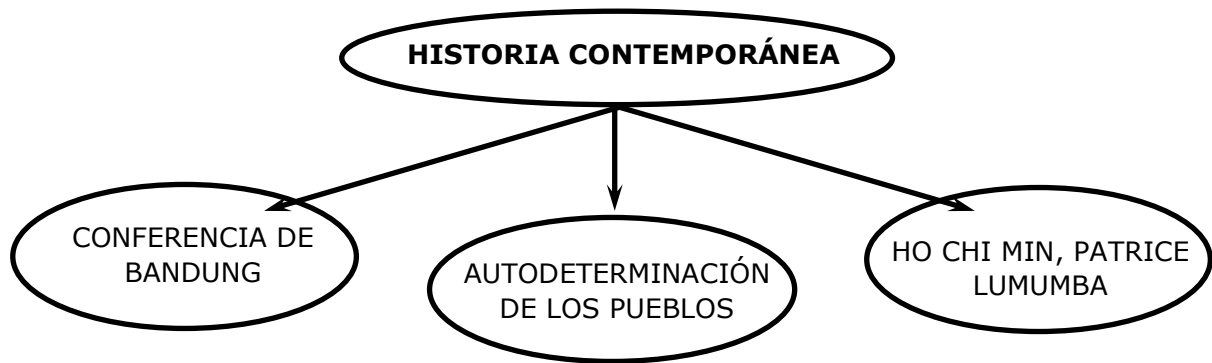 HISTORIA CONTEMPORÁNEA
CONFERENCIA DE
BANDUNG
AUTODETERMINACIÓN
DE LOS PUEBLOS
HO CHI MIN, PATRICE
LUMUMBA